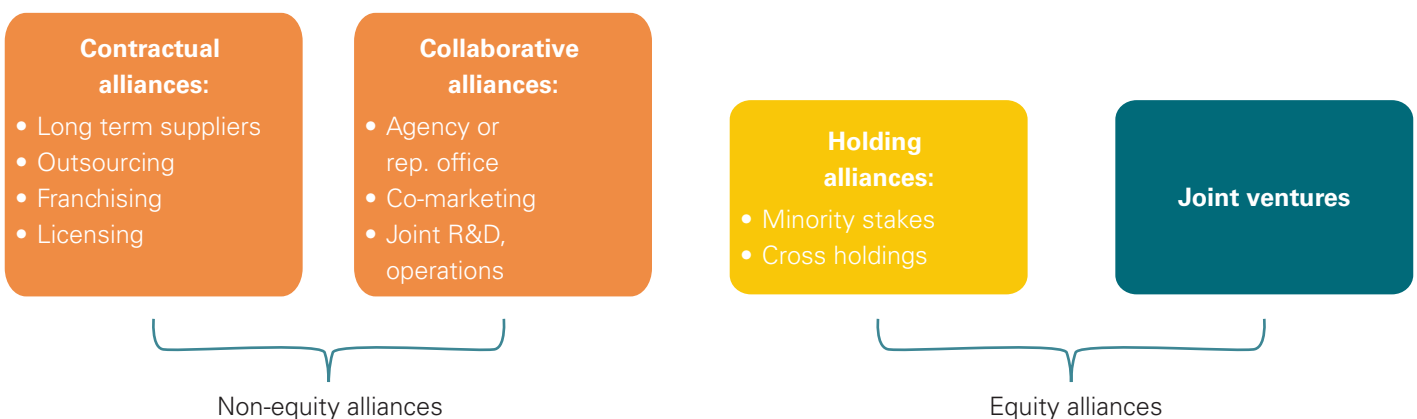 Contractual
alliances:
• Long term suppliers
• Outsourcing
• Franchising
• Licensing
Collaborative
alliances:
• Agency or
rep. office
• Co-marketing
• Joint R&D,
operations
Holding
alliances:
• Minority stakes
• Cross holdings
Joint ventures
Non-equity alliances
Equity alliances